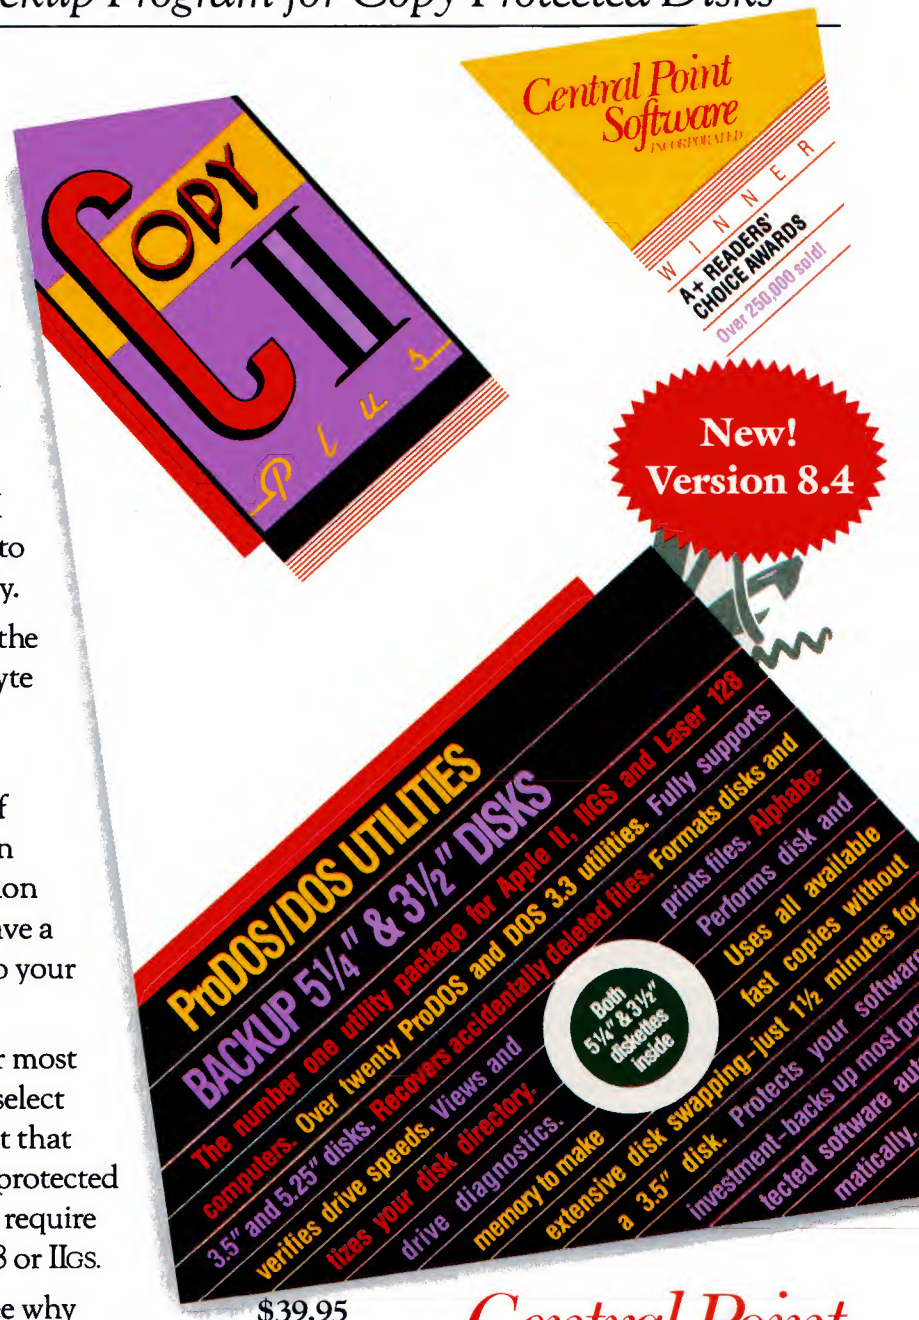 ckup Program for Copy Protected Disks
Central Point
Software
INCORPORATED
WINNER
A+ READERS'
CHOICE AWARDS
Over 250,000 sold!
COPY
II
Plus
New!
Version 8.4
to
y.
the
yte
f
n
on
ve a
o your
r most
select
t that
protected
require
8 or IIGS.
e why
ProDOS/DOS UTILITIES
BACKUP 5¼" & 3½" DISKS
The number one utility package for Apple II, IIGS and Laser 128
computers. Over twenty ProDOS and DOS 3.3 utilities. Fully supports
3.5" and 5.25" disks. Recovers accidentally deleted files. Formats disks and
verifies drive speeds. Views and prints files. Alphabe-
tizes your disk directory. Performs disk and
drive diagnostics. Uses all available
memory to make fast copies without
extensive disk swapping-just 1½ minutes for
a 3.5" disk. Protects your software
investment-backs up most pro
tected software au
matically.
Both
5¼" & 3½"
diskettes
inside
$39.95
Central Point